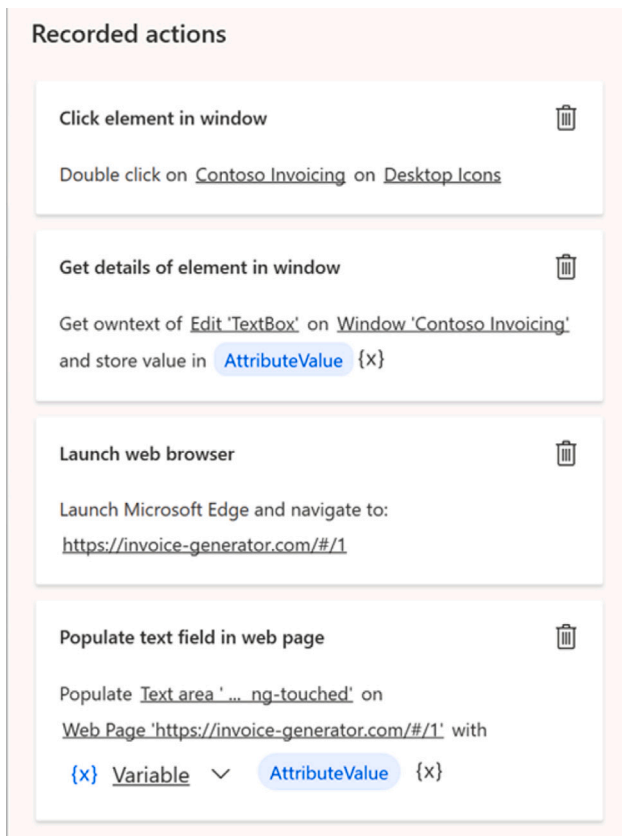 Recorded actions
Click element in window
Double click on Contoso Invoicing on Desktop Icons
Get details of element in window
Get owntext of Edit 'TextBox' on Window 'Contoso Invoicing'
and store value in AttributeValue {x}
Launch web browser
Launch Microsoft Edge and navigate to:
https://invoice-generator.com/#/1
Populate text field in web page
Populate Text area ' ... ng-touched' on
Web Page 'https://invoice-generator.com/#/1' with
{x} Variable AttributeValue {x}